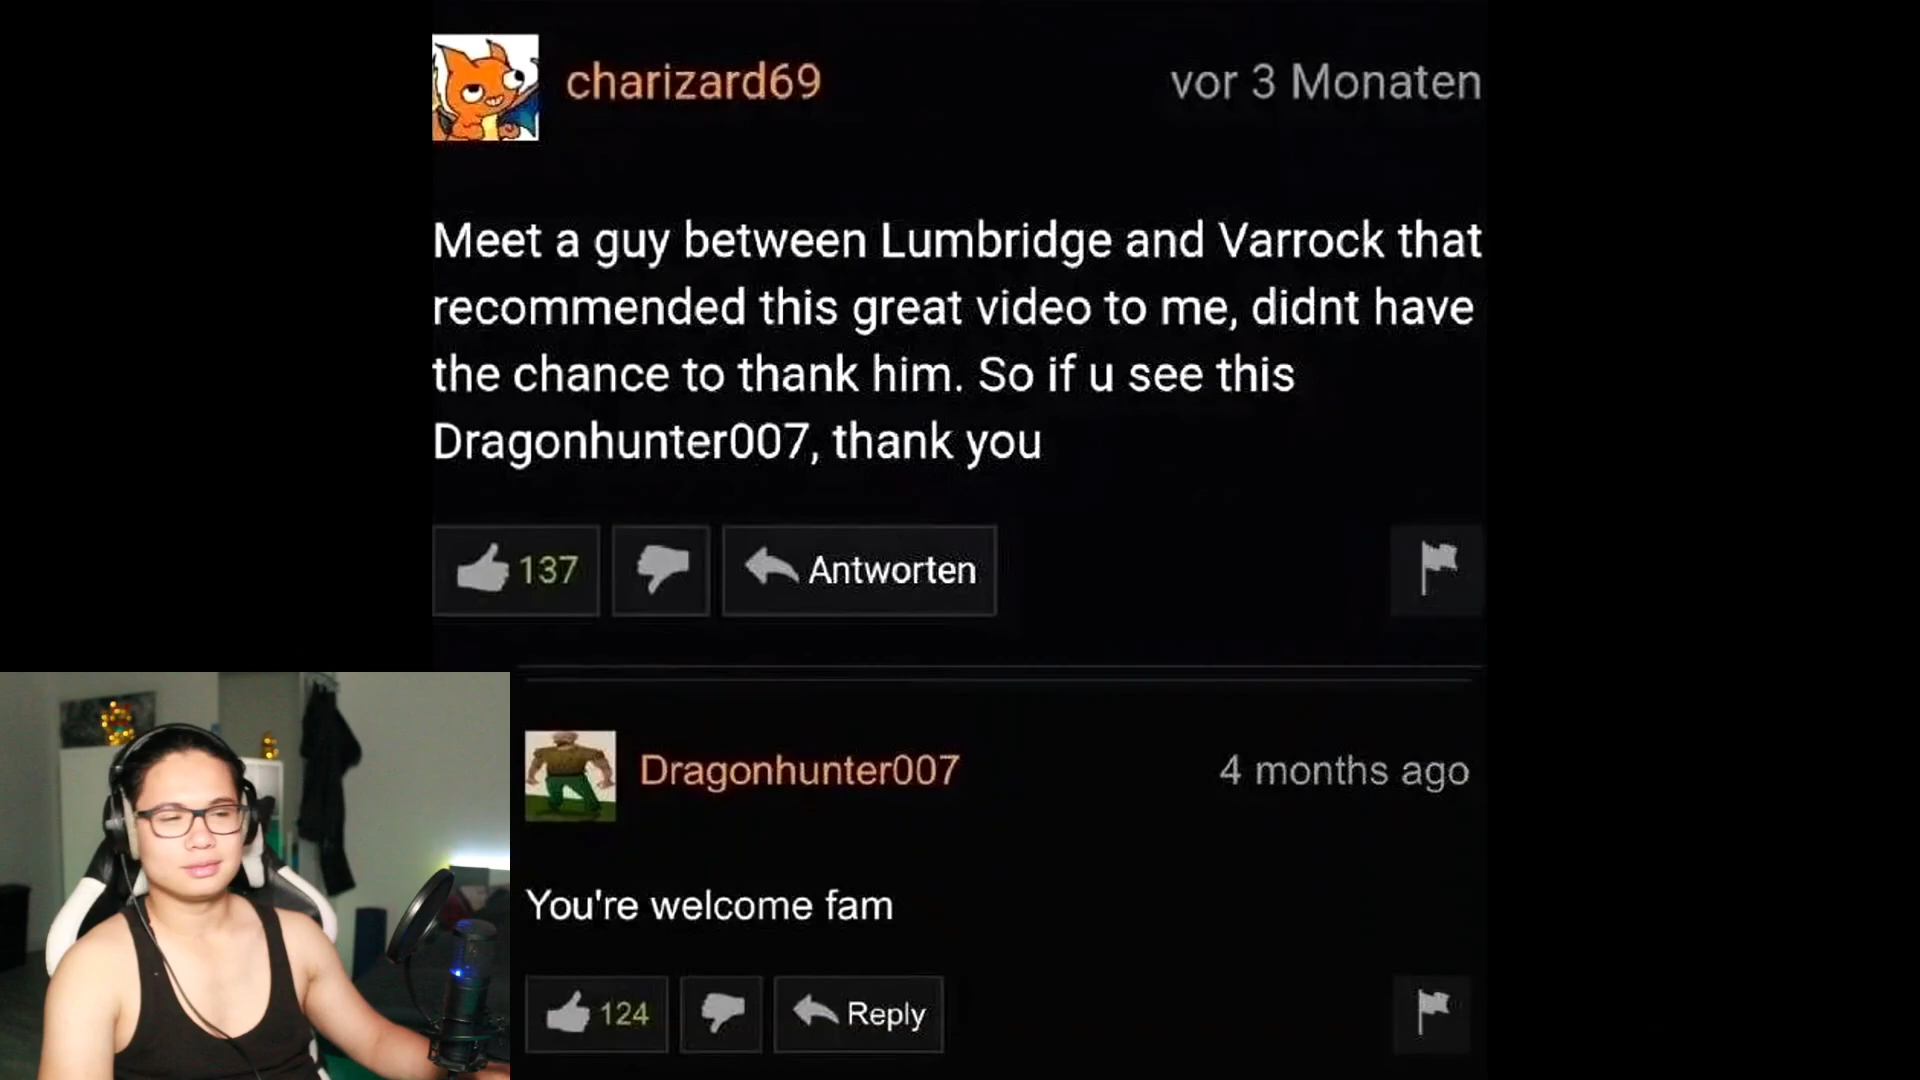 charizard69
vor 3 Monaten
Meet a guy between Lumbridge and Varrock that
recommended this great video to me, didnt have
the chance to thank him. So if u see this
Dragonhunter007, thank you
137
Antworten
Dragonhunter007
4 months ago
You're welcome fam
124
Reply